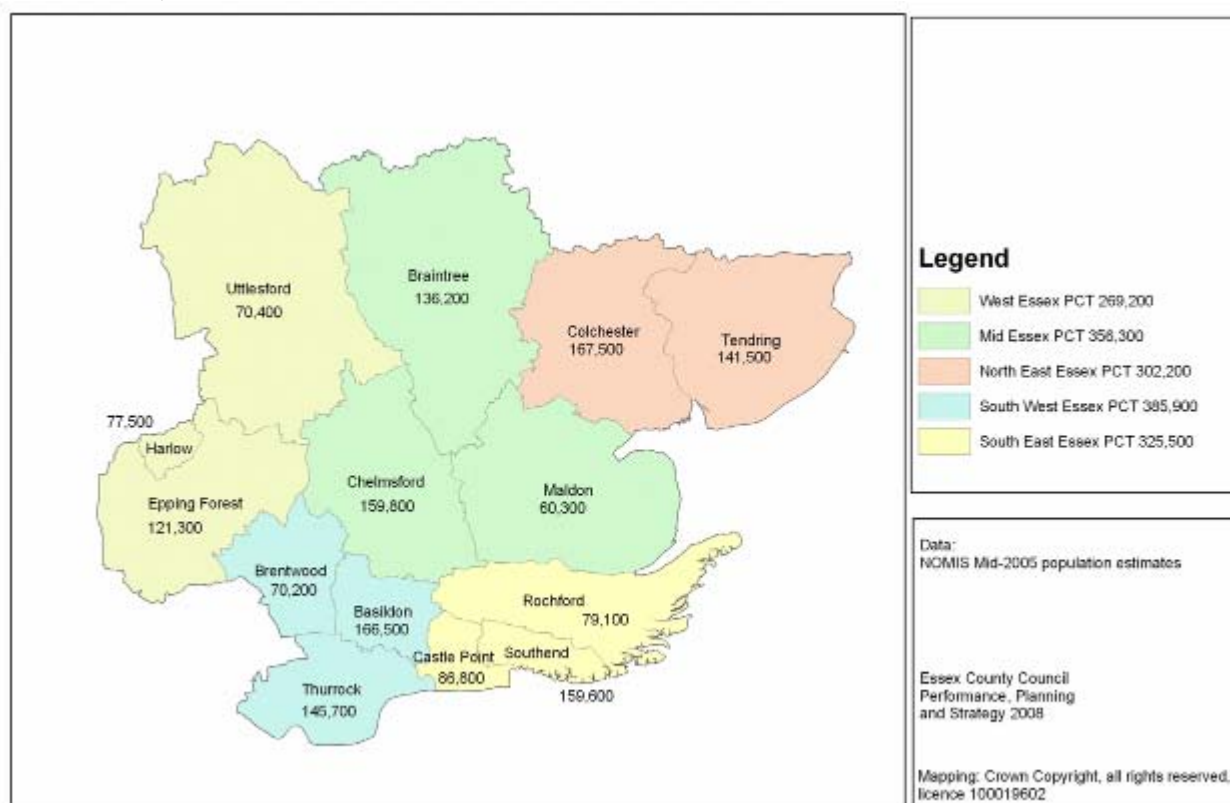 Uttlesford
70,400
Braintree
136,200
Colchester
167,500
Tendring
141,500
77,500
Harlow
Epping Forest
121,300
Chelmsford
159,800
Maldon
60,300
Brentwood
70,200
Basildon
166,500
Rochford
79,100
Castle Point
86,800
Southend
159,600
Thurrock
145,700
Legend
West Essex PCT 269,200
Mid Essex PCT 356,300
North East Essex PCT 302,200
South West Essex PCT 385,900
South East Essex PCT 325,500
Data:
NOMIS Mid-2005 population estimates
Essex County Council
Performance, Planning
and Strategy 2008
Mapping: Crown Copyright, all rights reserved,
licence 100019602